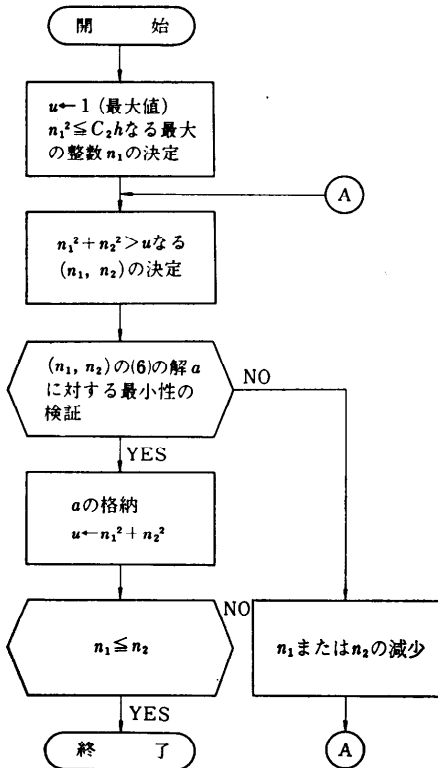 開 始
u←1 (最大値)
n₁²≦C₂hなる最大
の整数n₁の決定
A
n₁²+n₂²>uなる
(n₁, n₂)の決定
(n₁, n₂)の(6)の解a
に対する最小性の
検証
NO
YES
aの格納
u←n₁²+n₂²
NO
n₁≦n₂
n₁またはn₂の減少
YES
終 了
A